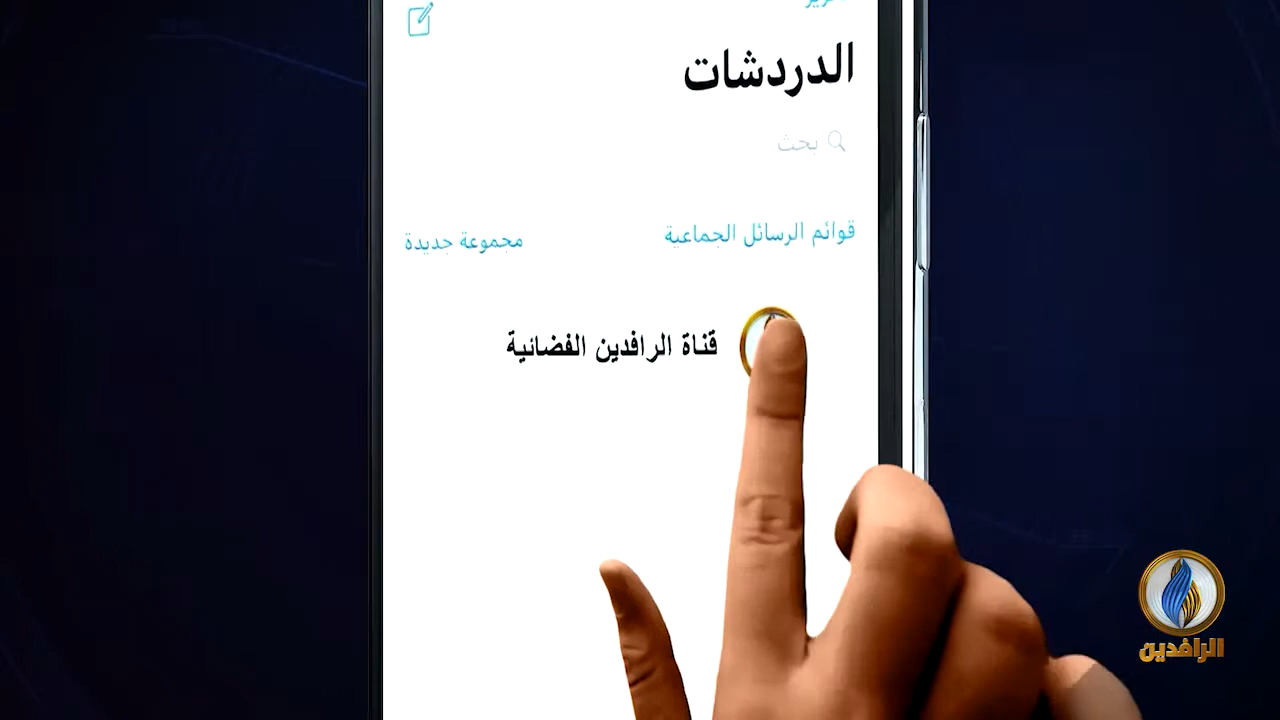 الدردشات
بحث
قوائم الرسائل الجماعية
مجموعة جديدة
قناة الرافدين الفضائية
الرافدين